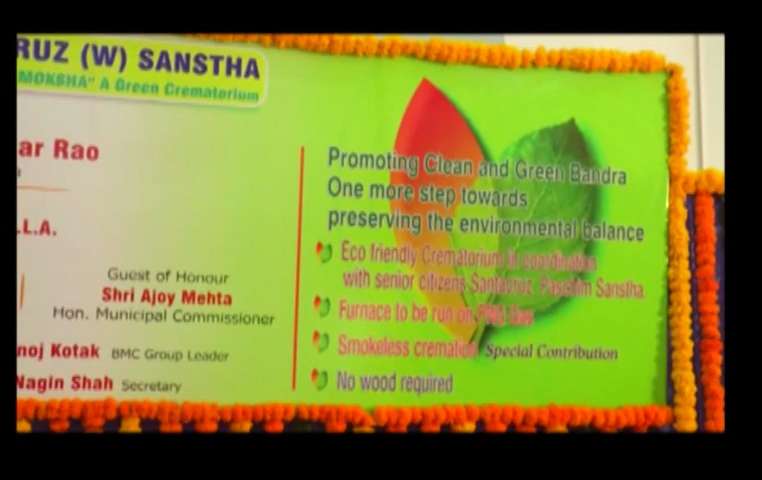 RUZ (W) SANSTHA
MOKSHA" A Green Crematorium
ar Rao
.L.A.
Guest of Honour
Shri Ajoy Mehta
Hon. Municipal Commissioner
noj Kotak BMC Group Leader
Nagin Shah Secretary
Promoting Clean and Green Bandra
One more step towards
preserving the environmental balance
Eco friendly Crematorium in
with senior citizens Santacruz Paschim Sanstha.
Furnace to be run on PNG Gas
Smokeless cremation Special Contribution
No wood required